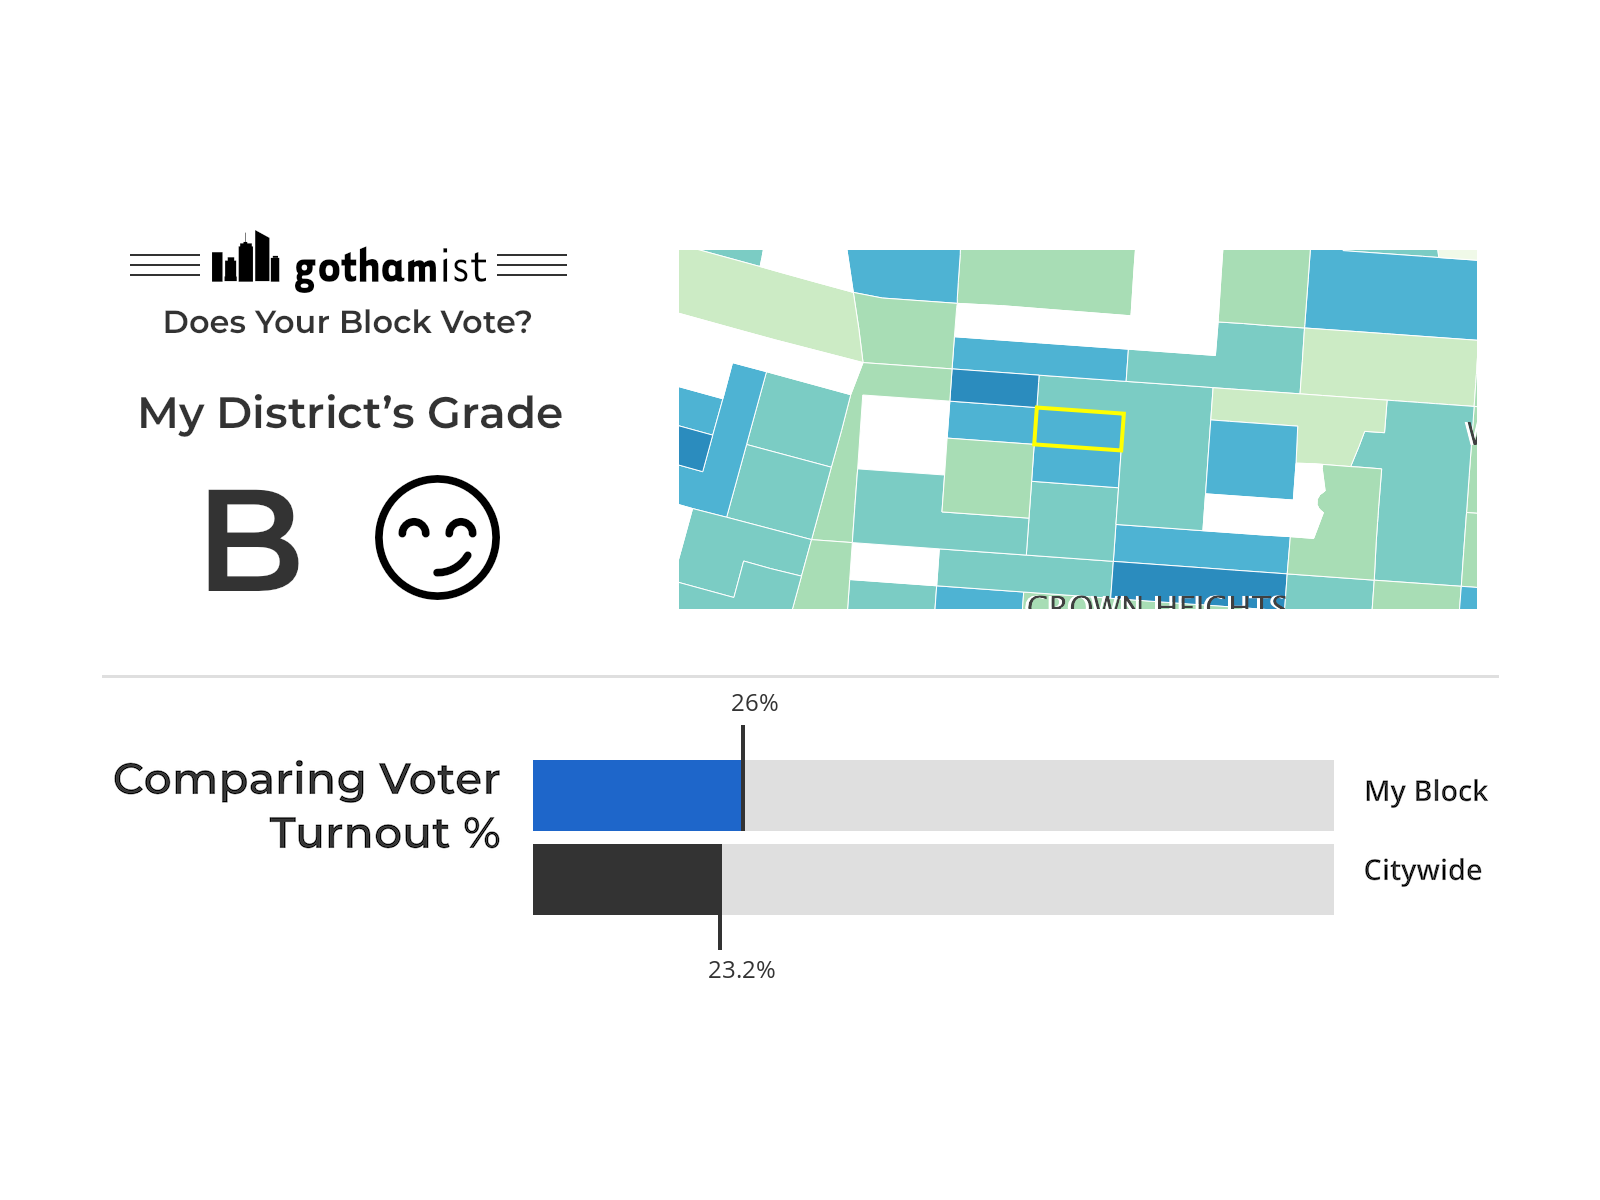 gothamist
Does Your Block Vote?
My District’s Grade
B
CROWN HEIGHTS
26%
Comparing Voter
Turnout %
My Block
Citywide
23.2%